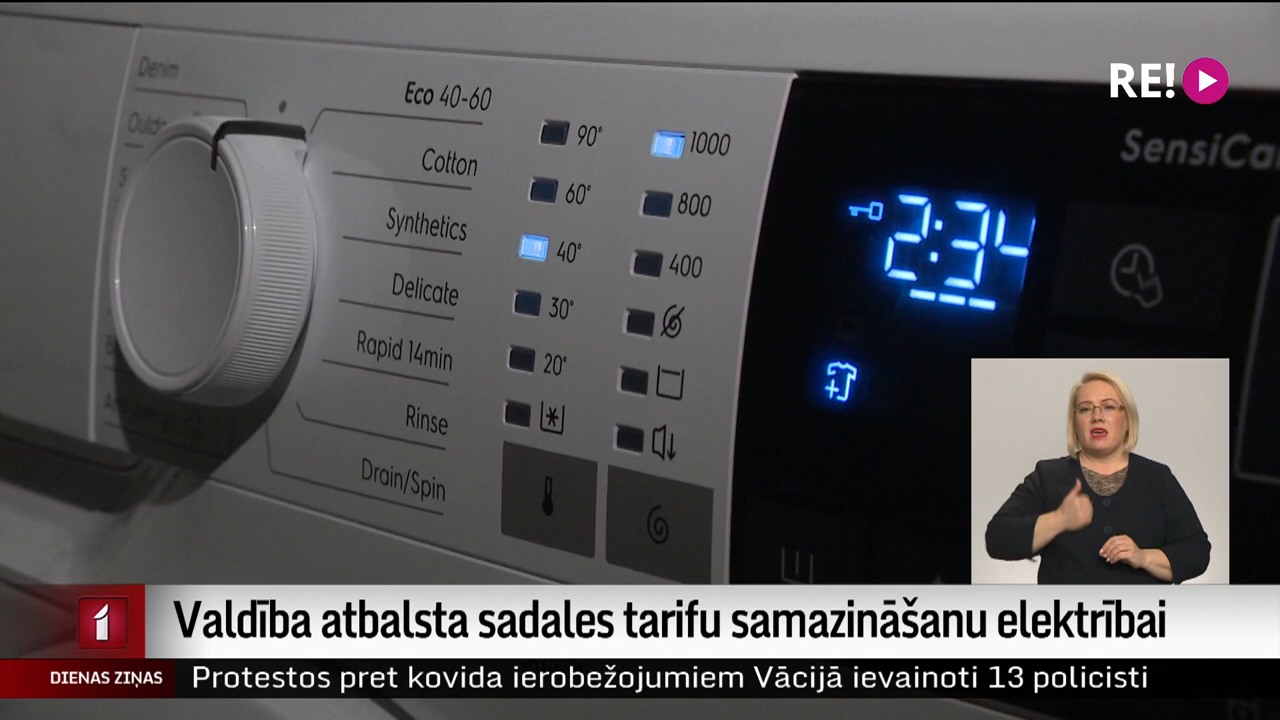 RE!
Denim
Eco 40-60
Cotton
Synthetics
Delicate
Rapid 14min
Rinse
Drain/Spin
90°
60°
40°
30°
20°
1000
800
400
SensiCa
2:34
1
Valdība atbalsta sadales tarifu samazināšanu elektrībai
DIENAS ZIŅAS
Protestos pret kovida ierobežojumiem Vācijā ievainoti 13 policisti